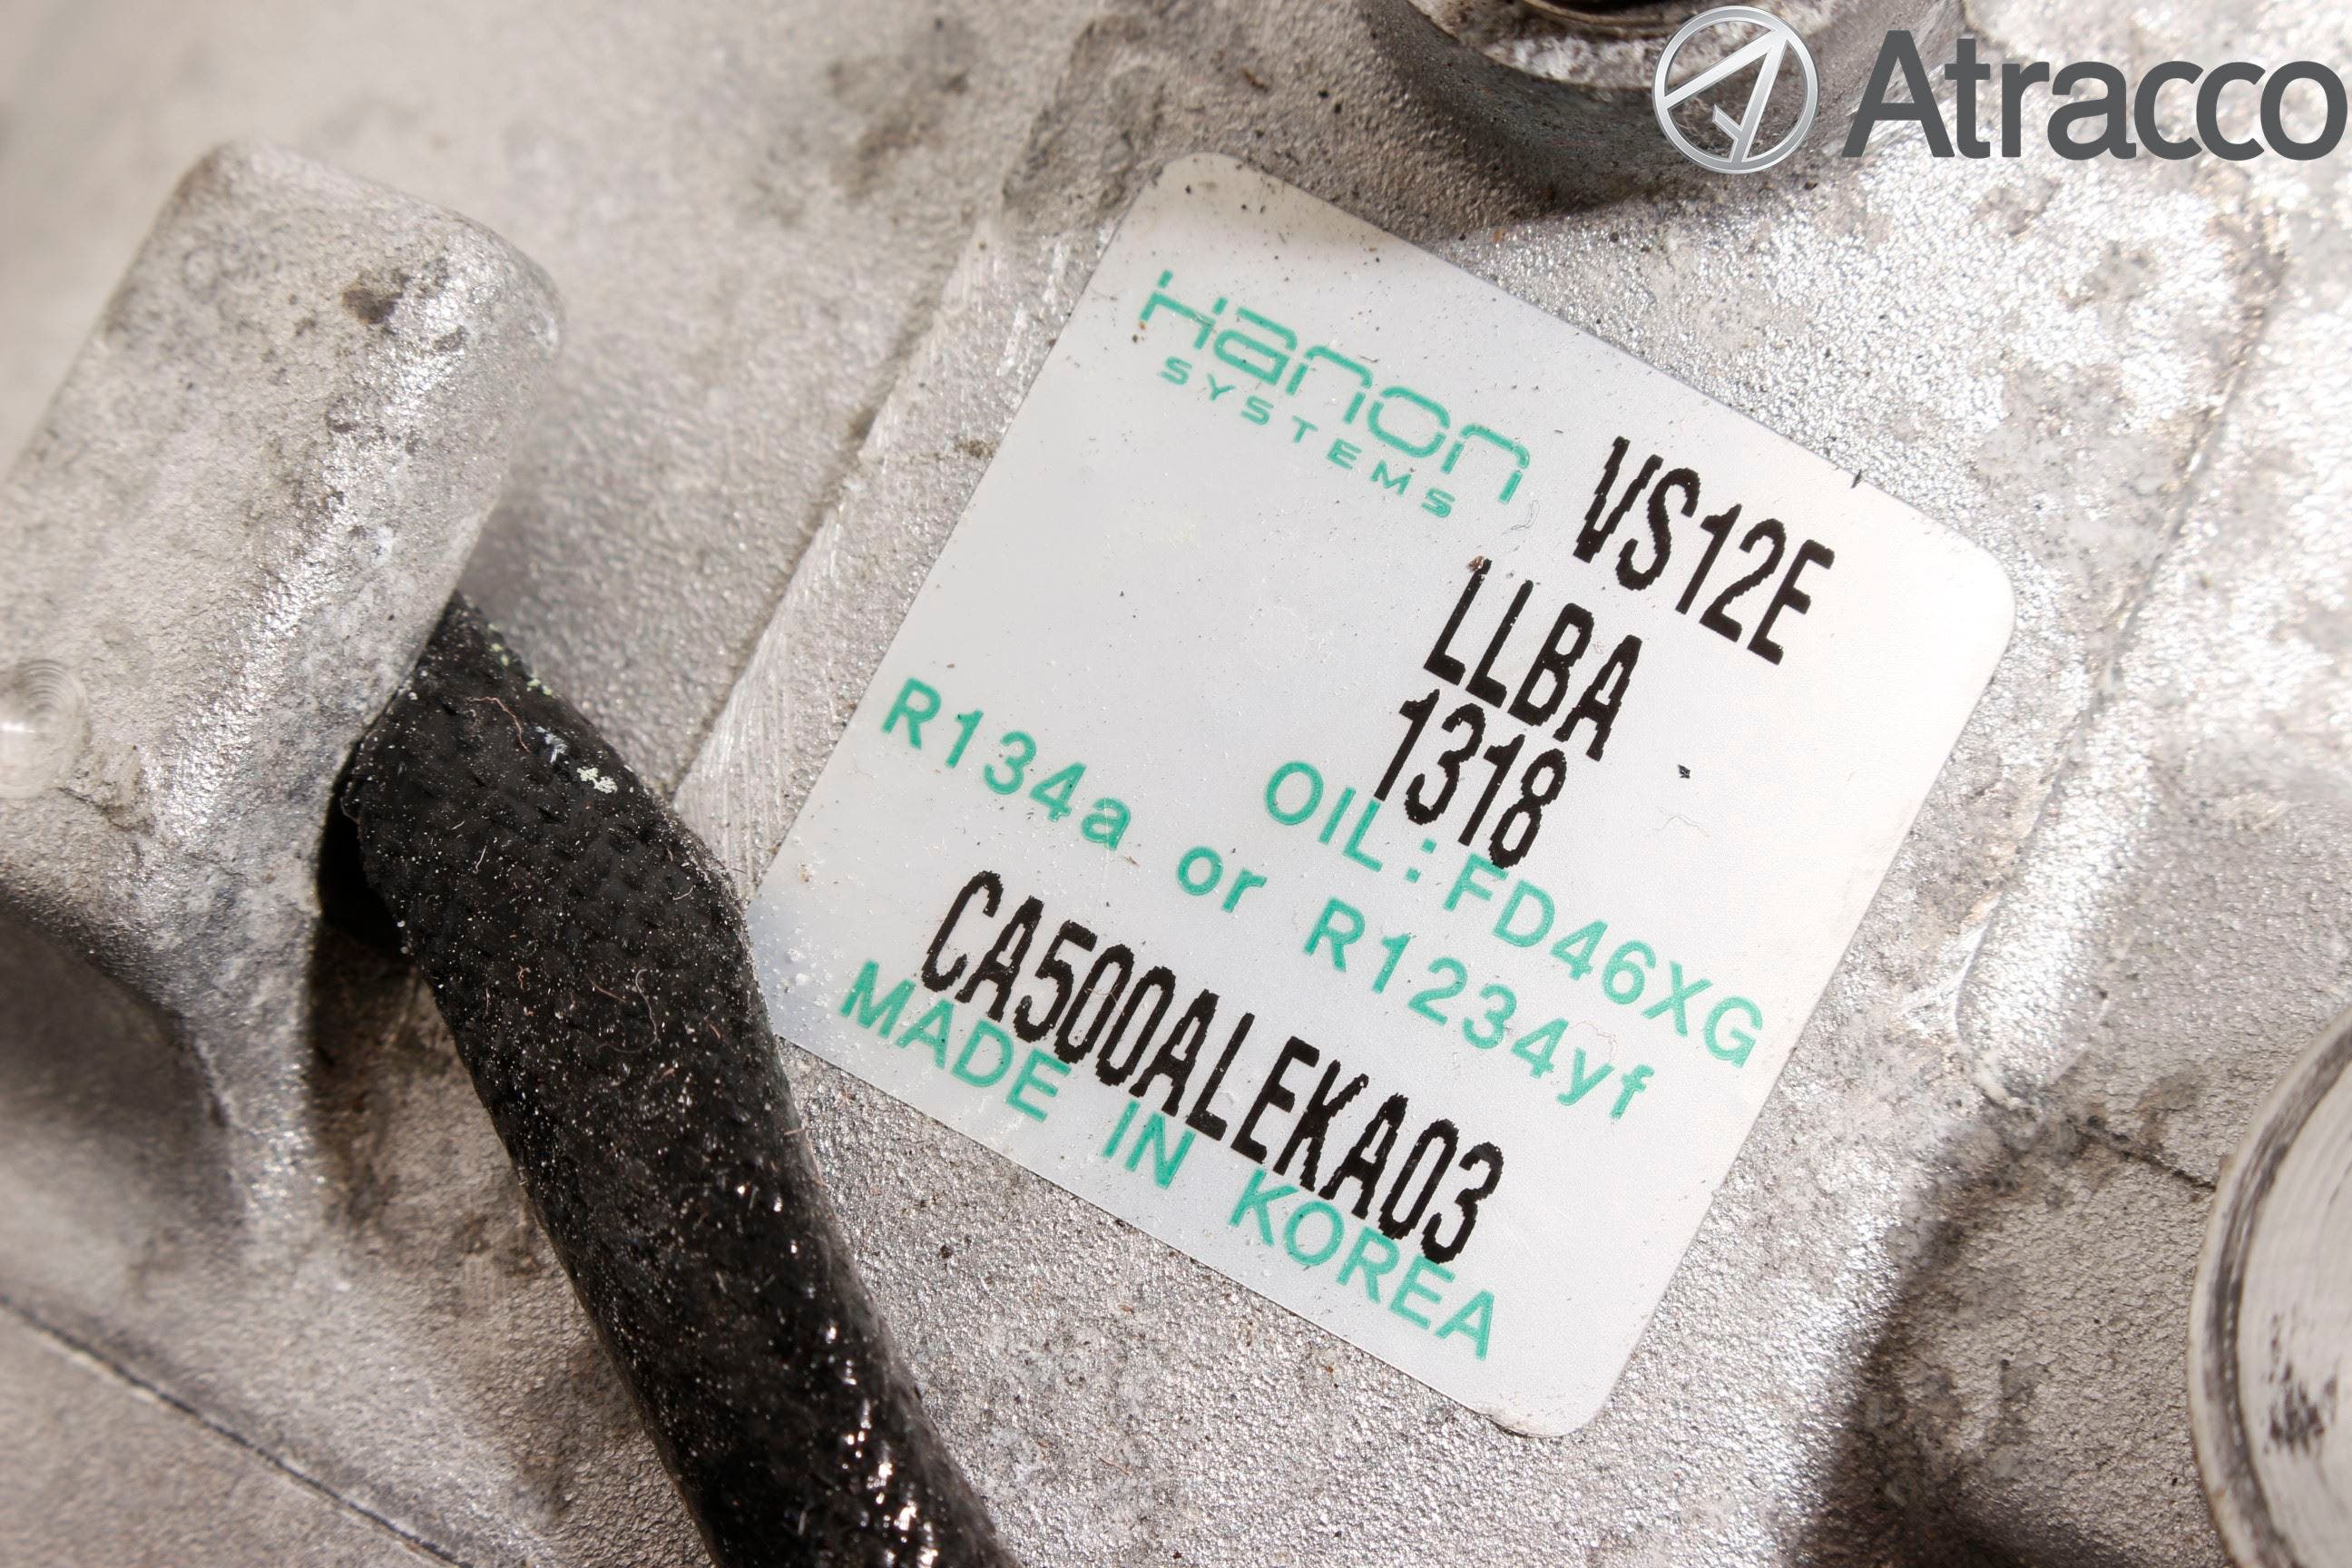 Atracco
Hanon
SYSTEMS
VS12E
LLBA
1318
OIL:FD46XG
R134a or R1234yf
CA500ALEKA03
MADE IN KOREA